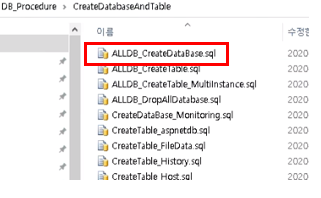 DB_Procedure > CreateDatabaseAndTable
이름
수정한
ALLDB_CreateDataBase.sql
2020-
ALLDB_CreateTable.sql
2020-
ALLDB_CreateTable_MultiInstance.sql
2020-
ALLDB_DropAllDatabase.sql
2020-
CreateDataBase_Monitoring.sql
2020-
CreateTable_aspnetdb.sql
2020-
CreateTable_FileData.sql
2020-
CreateTable_History.sql
2020-
CreateTable_Host.sql
2020-